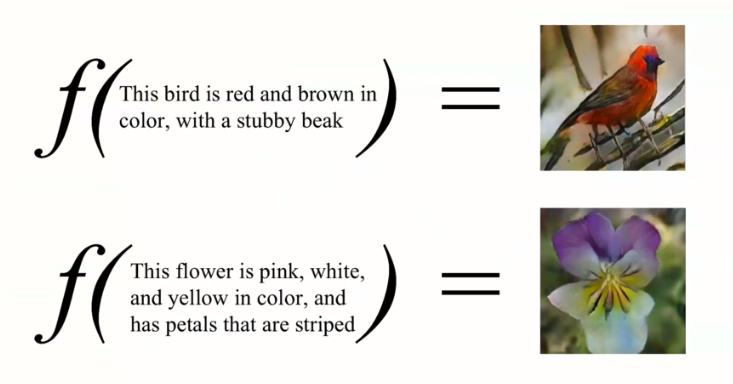 f(This bird is red and brown in
color, with a stubby beak) =
f(This flower is pink, white,
and yellow in color, and
has petals that are striped) =